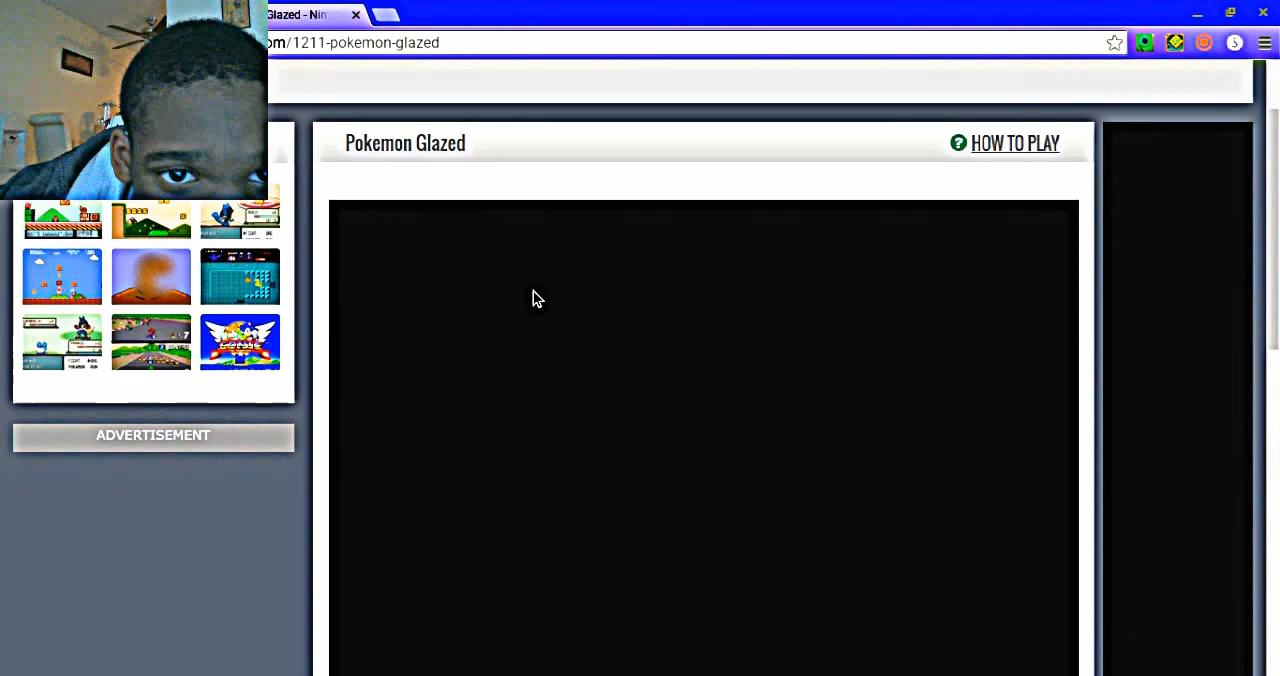 Glazed - Nin
om/1211-pokemon-glazed
Pokemon Glazed
? HOW TO PLAY
ADVERTISEMENT